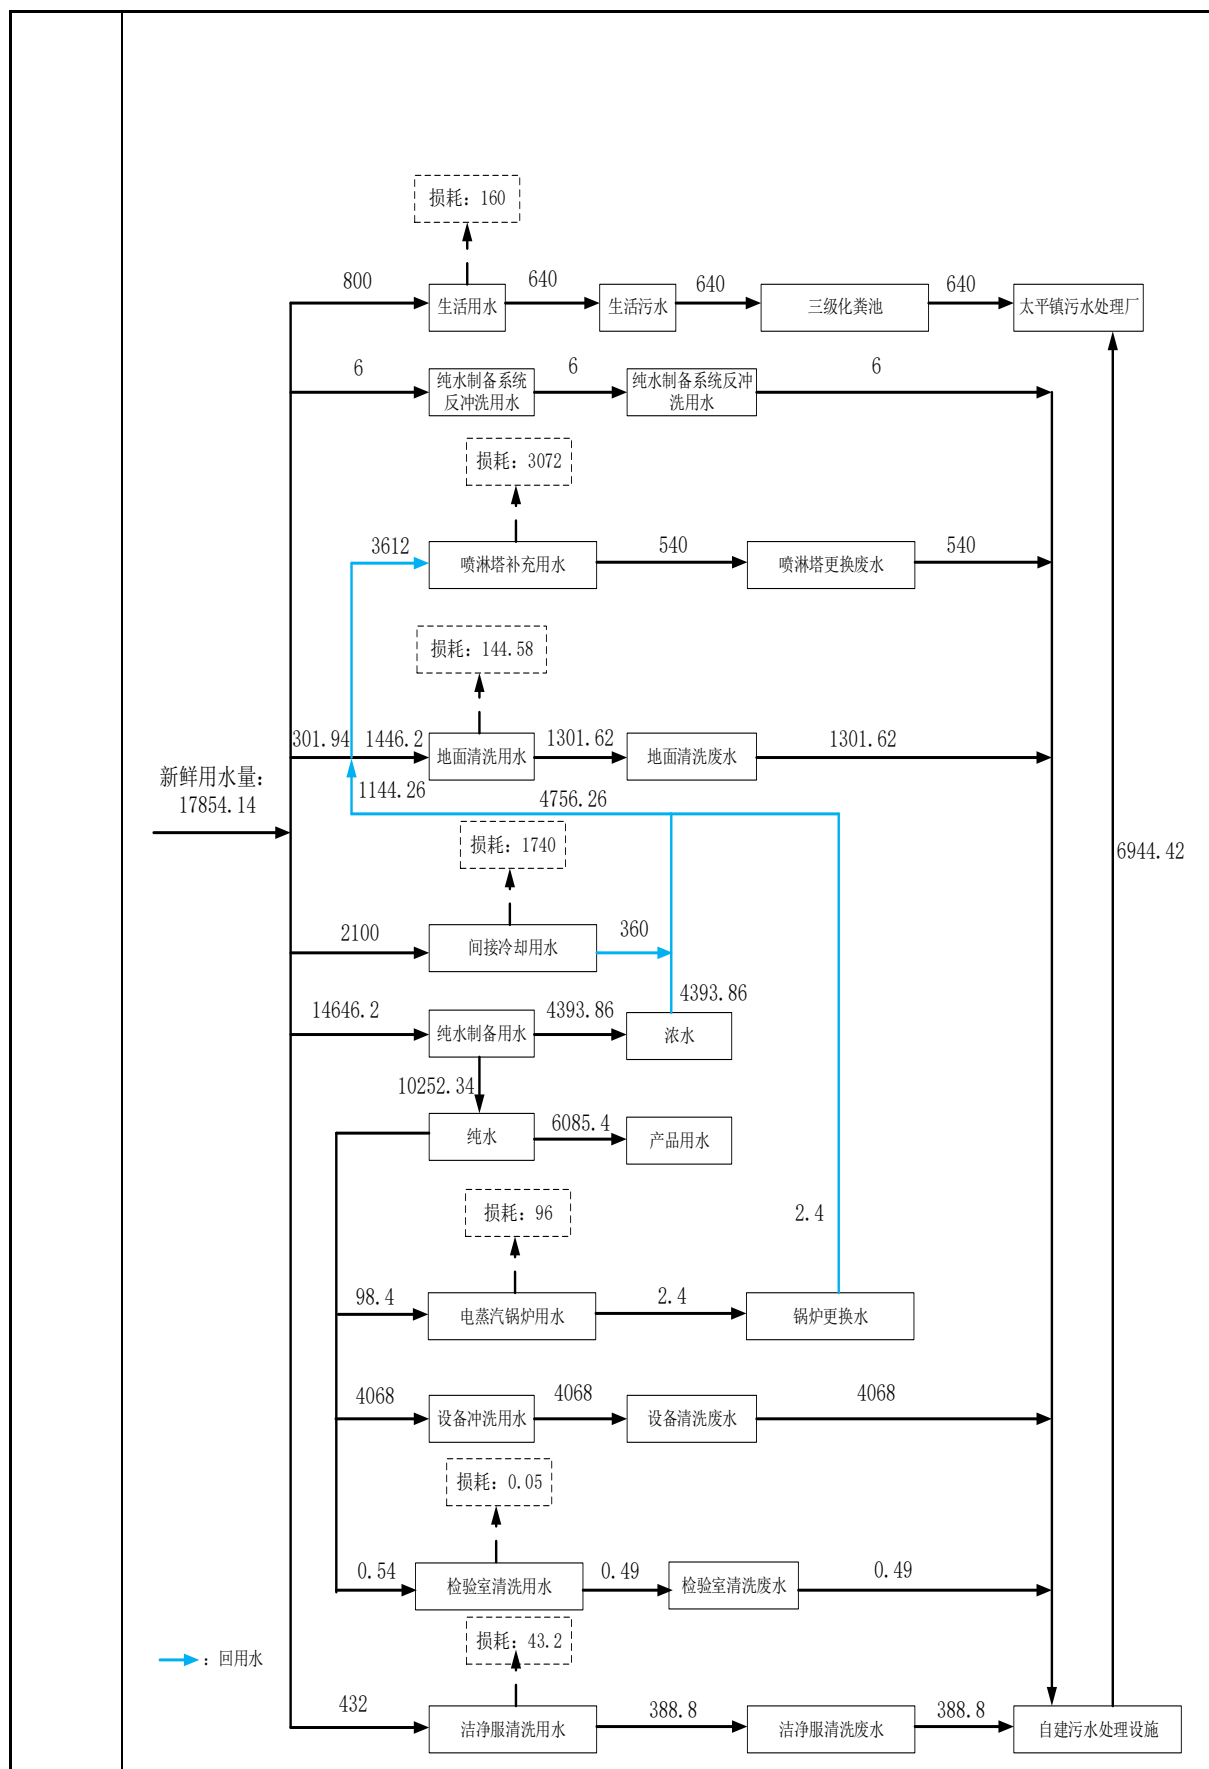 损耗：160
800
生活用水
640
生活污水
640
三级化粪池
640
太平镇污水处理厂
6
纯水制备系统
反冲洗用水
6
纯水制备系统反冲
洗用水
6
损耗：3072
3612
喷淋塔补充用水
540
喷淋塔更换废水
540
损耗：144.58
301.94
1446.2
地面清洗用水
1301.62
地面清洗废水
1301.62
新鲜用水量：
17854.14
1144.26
4756.26
损耗：1740
6944.42
2100
间接冷却用水
360
4393.86
14646.2
纯水制备用水
4393.86
浓水
10252.34
纯水
6085.4
产品用水
损耗：96
2.4
98.4
电蒸汽锅炉用水
2.4
锅炉更换水
4068
设备冲洗用水
4068
设备清洗废水
4068
损耗：0.05
0.54
检验室清洗用水
0.49
检验室清洗废水
0.49
损耗：43.2
：回用水
432
洁净服清洗用水
388.8
洁净服清洗废水
388.8
自建污水处理设施